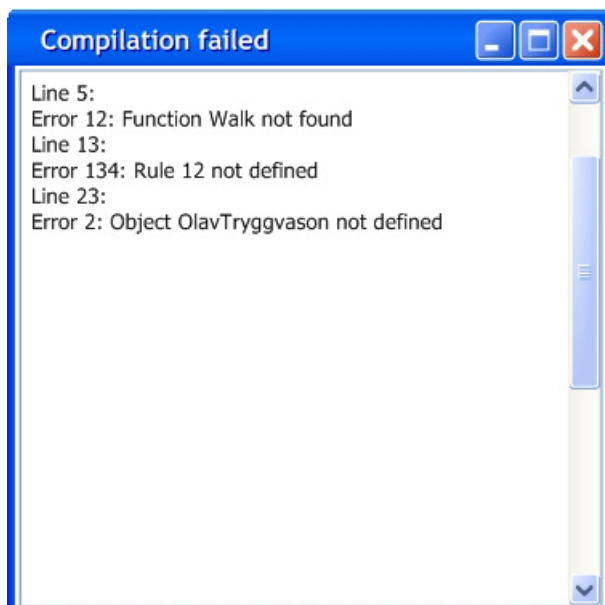 Compilation failed
Line 5:
Error 12: Function Walk not found
Line 13:
Error 134: Rule 12 not defined
Line 23:
Error 2: Object OlavTryggvason not defined